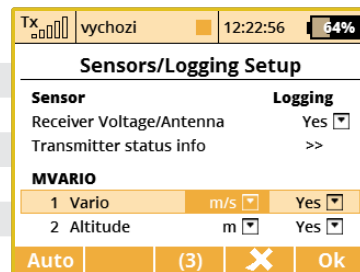 Tx vychozi 12:22:56 64%
Sensors/Logging Setup
Sensor Logging
Receiver Voltage/Antenna Yes
Transmitter status info >>
MVARIO
1 Vario m/s Yes
2 Altitude m Yes
Auto (3) Ok